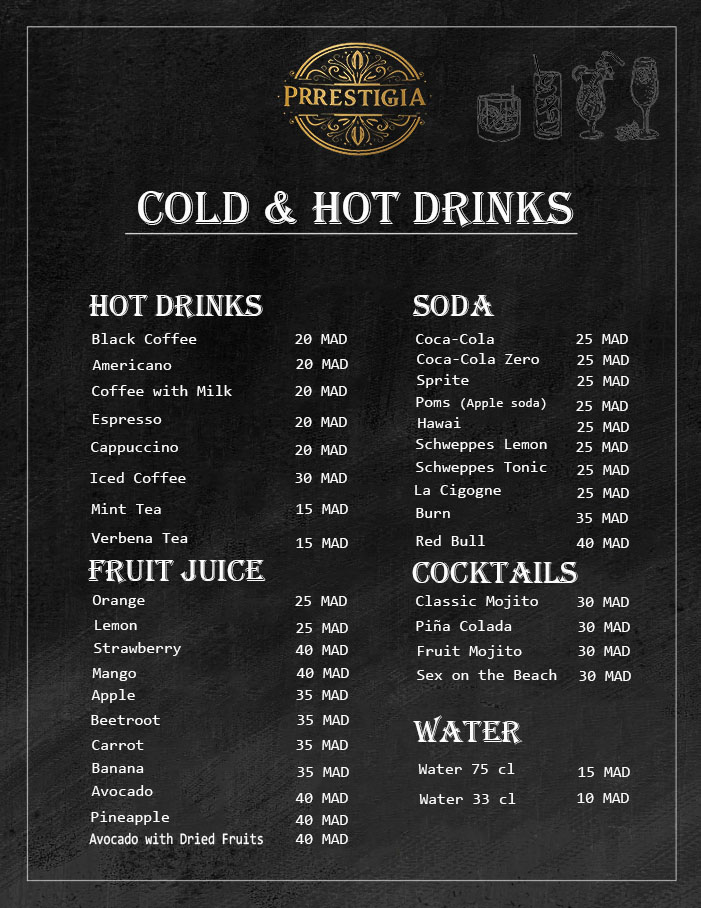 PRRESTIGIA
COLD & HOT DRINKS
HOT DRINKS
Black Coffee 20 MAD
Americano 20 MAD
Coffee with Milk 20 MAD
Espresso 20 MAD
Cappuccino 20 MAD
Iced Coffee 30 MAD
Mint Tea 15 MAD
Verbena Tea 15 MAD
FRUIT JUICE
Orange 25 MAD
Lemon 25 MAD
Strawberry 40 MAD
Mango 40 MAD
Apple 35 MAD
Beetroot 35 MAD
Carrot 35 MAD
Banana 35 MAD
Avocado 40 MAD
Pineapple 40 MAD
Avocado with Dried Fruits 40 MAD
SODA
Coca-Cola 25 MAD
Coca-Cola Zero 25 MAD
Sprite 25 MAD
Poms (Apple soda) 25 MAD
Hawai 25 MAD
Schweppes Lemon 25 MAD
Schweppes Tonic 25 MAD
La Cigogne 25 MAD
Burn 35 MAD
Red Bull 40 MAD
COCKTAILS
Classic Mojito 30 MAD
Piña Colada 30 MAD
Fruit Mojito 30 MAD
Sex on the Beach 30 MAD
WATER
Water 75 cl 15 MAD
Water 33 cl 10 MAD